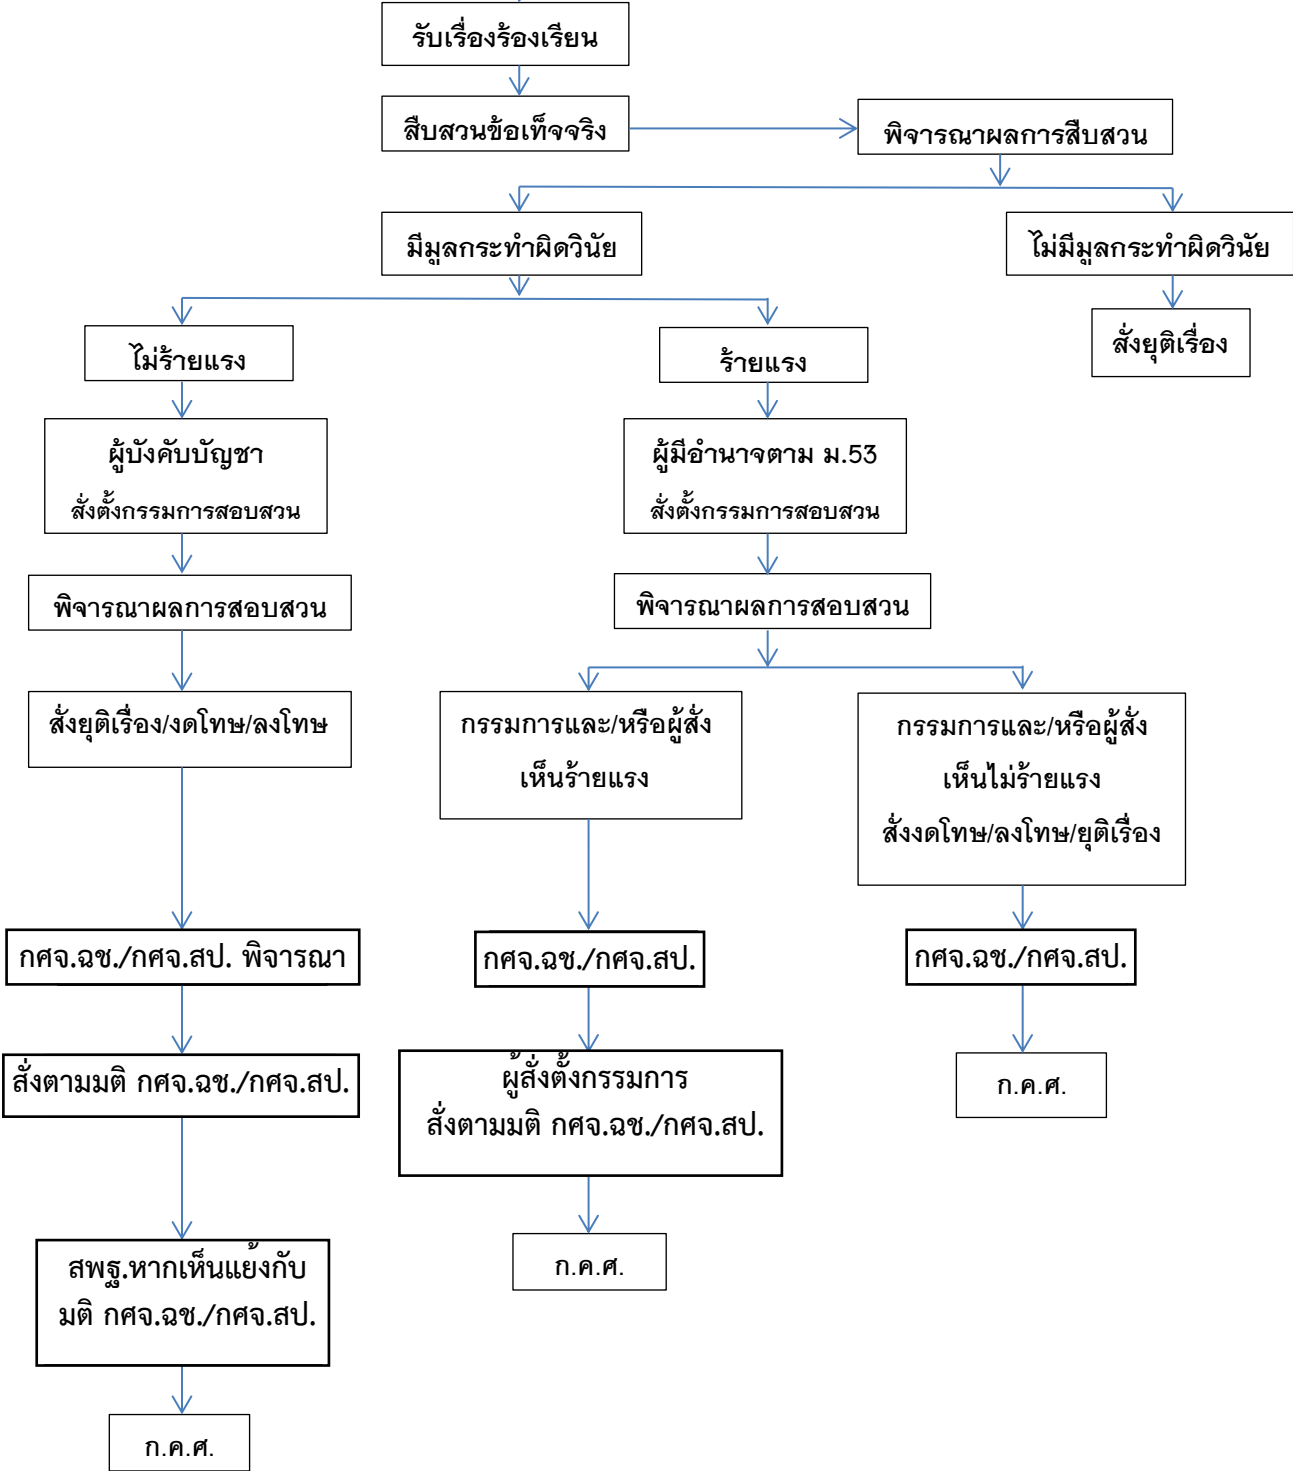 รับเรื่องร้องเรียน
สืบสวนข้อเท็จจริง
พิจารณาผลการสืบสวน
มีมูลกระทำผิดวินัย
ไม่มีมูลกระทำผิดวินัย
สั่งยุติเรื่อง
ไม่ร้ายแรง
ร้ายแรง
ผู้บังคับบัญชา
สั่งตั้งกรรมการสอบสวน
ผู้มีอำนาจตาม ม.53
สั่งตั้งกรรมการสอบสวน
พิจารณาผลการสอบสวน
พิจารณาผลการสอบสวน
สั่งยุติเรื่อง/งดโทษ/ลงโทษ
กรรมการและ/หรือผู้สั่ง
เห็นร้ายแรง
กรรมการและ/หรือผู้สั่ง
เห็นไม่ร้ายแรง
สั่งงดโทษ/ลงโทษ/ยุติเรื่อง
กศจ.ฉช./กศจ.สป. พิจารณา
กศจ.ฉช./กศจ.สป.
กศจ.ฉช./กศจ.สป.
สั่งตามมติ กศจ.ฉช./กศจ.สป.
ผู้สั่งตั้งกรรมการ
สั่งตามมติ กศจ.ฉช./กศจ.สป.
ก.ค.ศ.
สพฐ.หากเห็นแย้งกับ
มติ กศจ.ฉช./กศจ.สป.
ก.ค.ศ.
ก.ค.ศ.